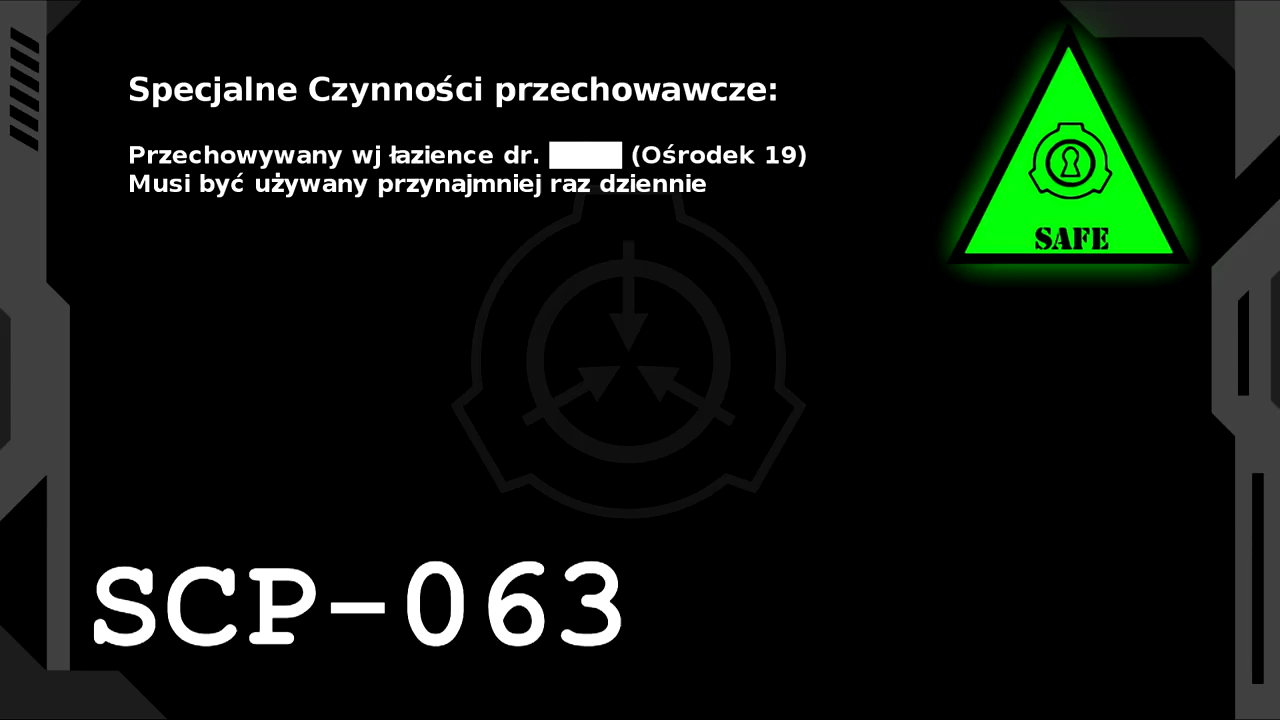 Specjalne Czynności przechowawcze:
Przechowywany wj łazience dr. █████ (Ośrodek 19)
Musi być używany przynajmniej raz dziennie
SAFE
SCP-063